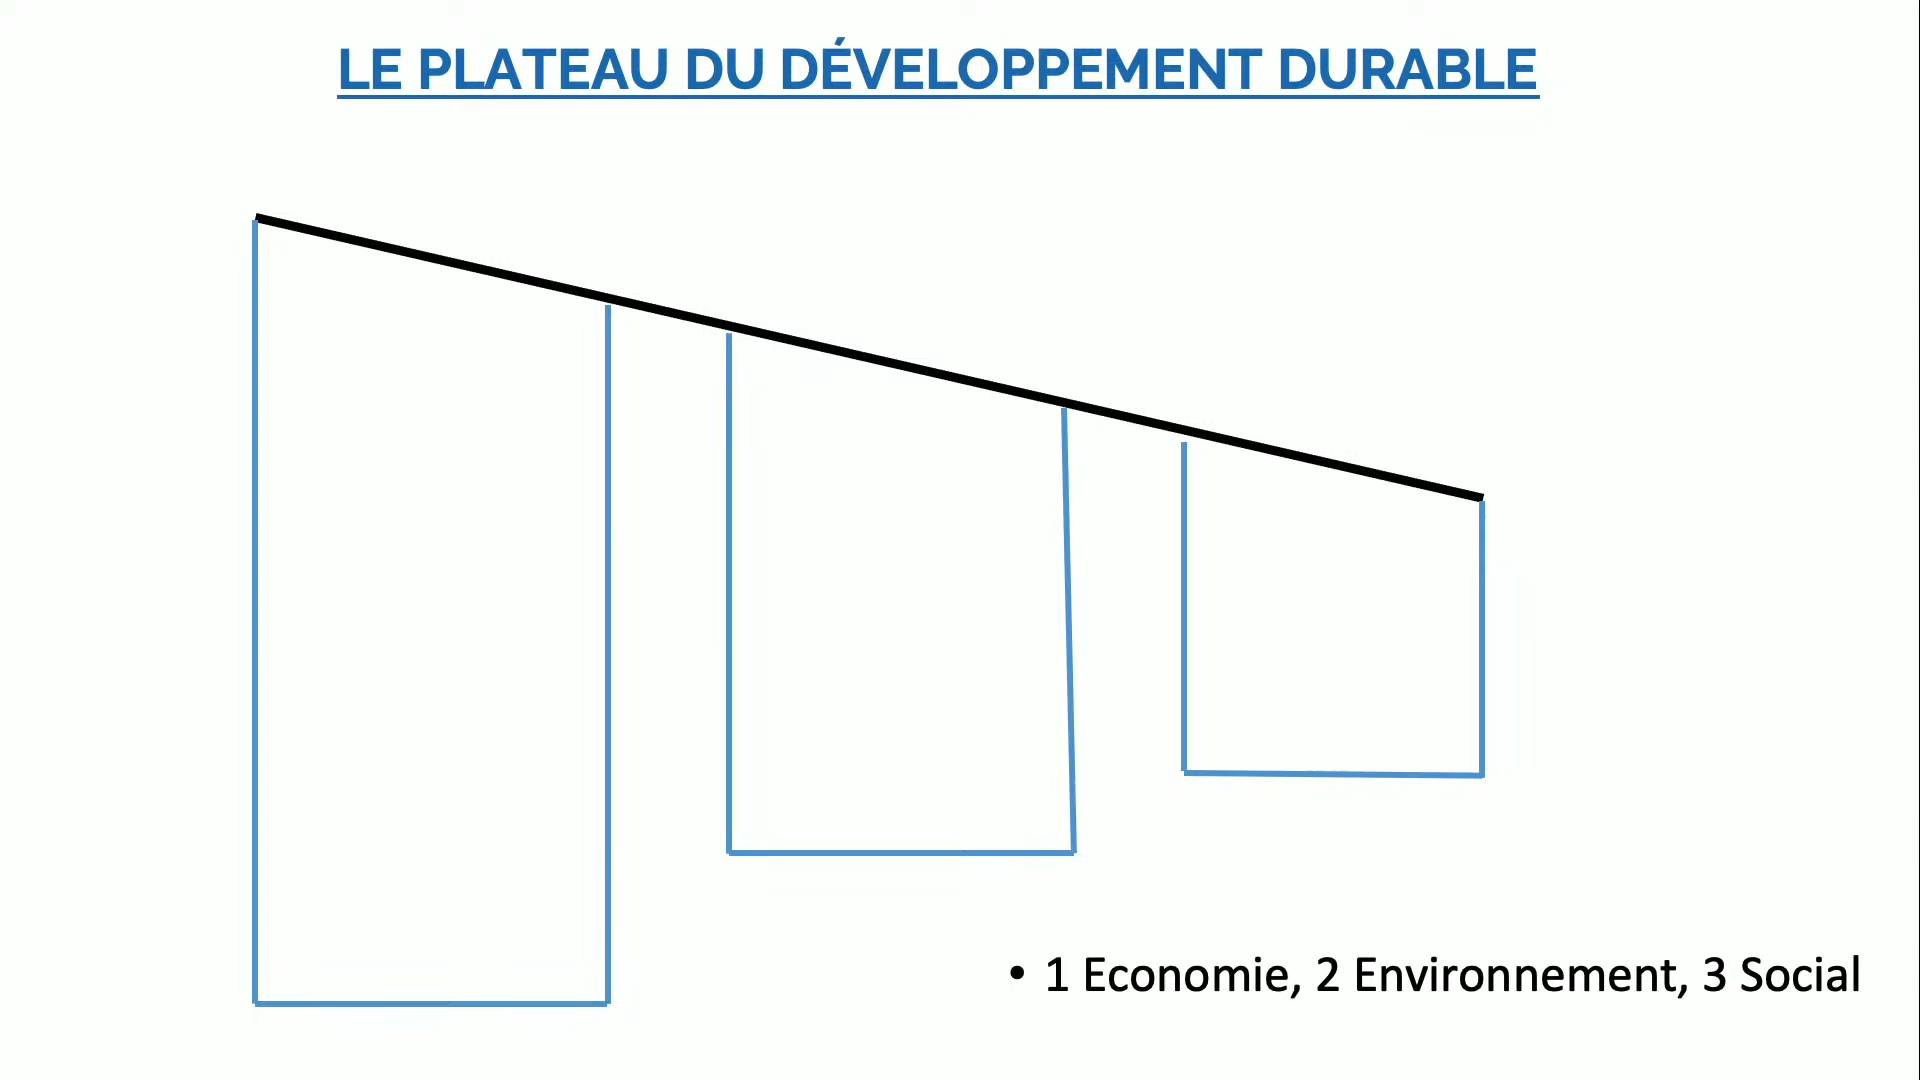 LE PLATEAU DU DÉVELOPPEMENT DURABLE
• 1 Economie, 2 Environnement, 3 Social